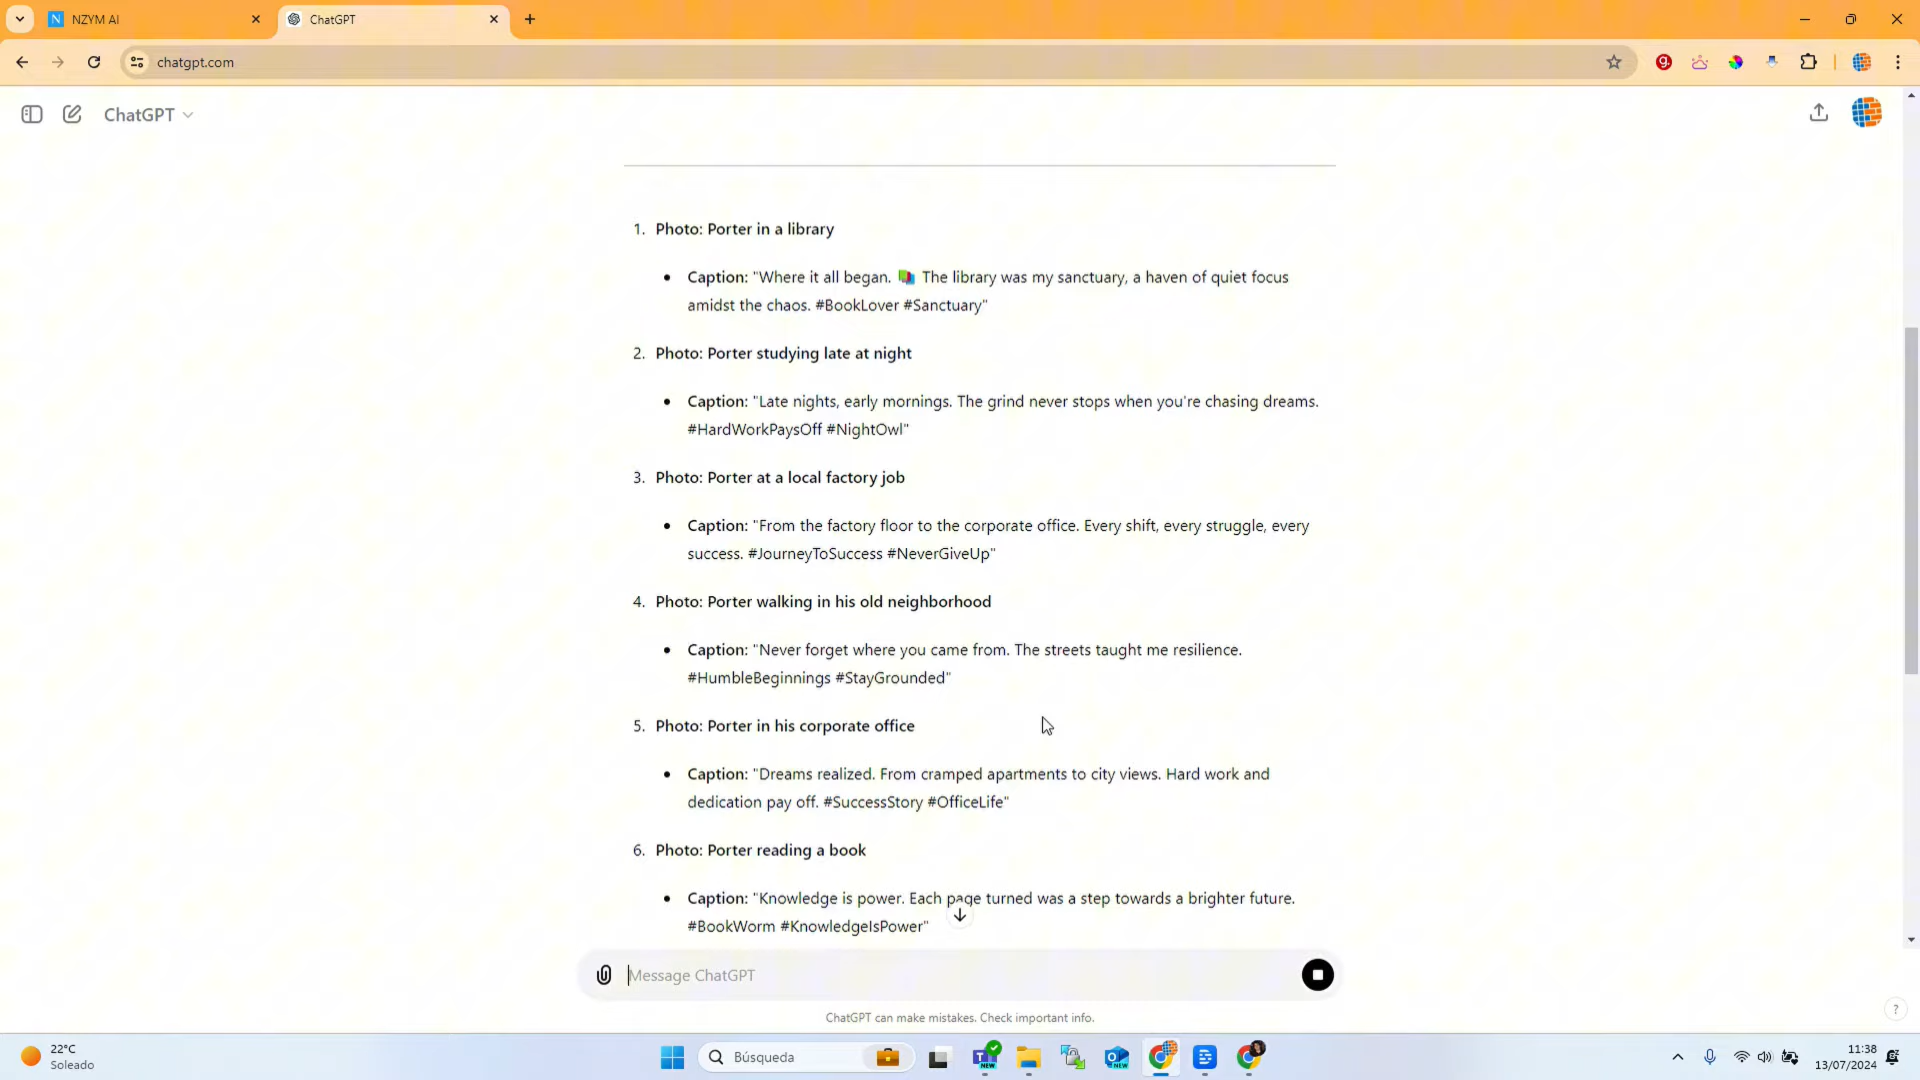 NZYM AI
ChatGPT
chatgpt.com
ChatGPT
1. Photo: Porter in a library
Caption: "Where it all began. 📚 The library was my sanctuary, a haven of quiet focus
amidst the chaos. #BookLover #Sanctuary"
2. Photo: Porter studying late at night
Caption: "Late nights, early mornings. The grind never stops when you're chasing dreams.
#HardWorkPaysOff #NightOwl"
3. Photo: Porter at a local factory job
Caption: "From the factory floor to the corporate office. Every shift, every struggle, every
success. #JourneyToSuccess #NeverGiveUp"
4. Photo: Porter walking in his old neighborhood
Caption: "Never forget where you came from. The streets taught me resilience.
#HumbleBeginnings #StayGrounded"
5. Photo: Porter in his corporate office
Caption: "Dreams realized. From cramped apartments to city views. Hard work and
dedication pay off. #SuccessStory #OfficeLife"
6. Photo: Porter reading a book
Caption: "Knowledge is power. Each page turned was a step towards a brighter future.
#BookWorm #KnowledgeIsPower"
Message ChatGPT
ChatGPT can make mistakes. Check important info.
?
22°C
Soleado
Búsqueda
NEW
NEW
11:38
13/07/2024